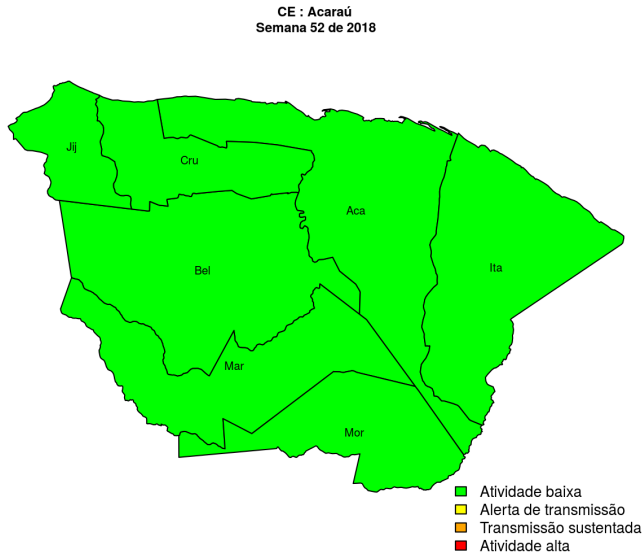 CE : Acaraú
Semana 52 de 2018
Jij
Cru
Aca
Bel
Ita
Mar
Mor
Atividade baixa
Alerta de transmissão
Transmissão sustentada
Atividade alta